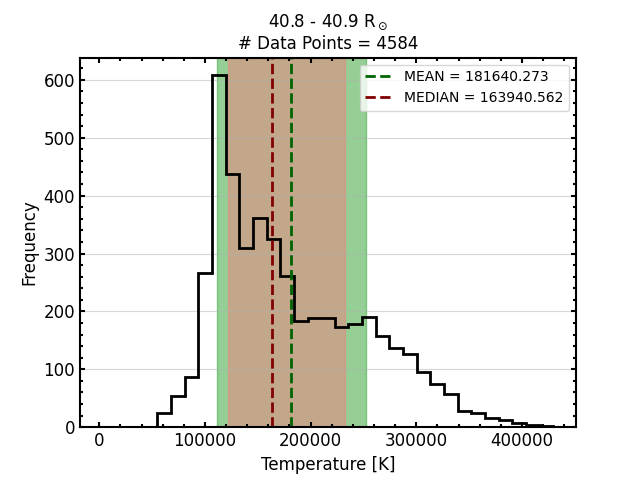 40.8 - 40.9 R⊙
# Data Points = 4584
MEAN = 181640.273
MEDIAN = 163940.562
600
500
400
300
200
100
0
Frequency
0 100000 200000 300000 400000
Temperature [K]